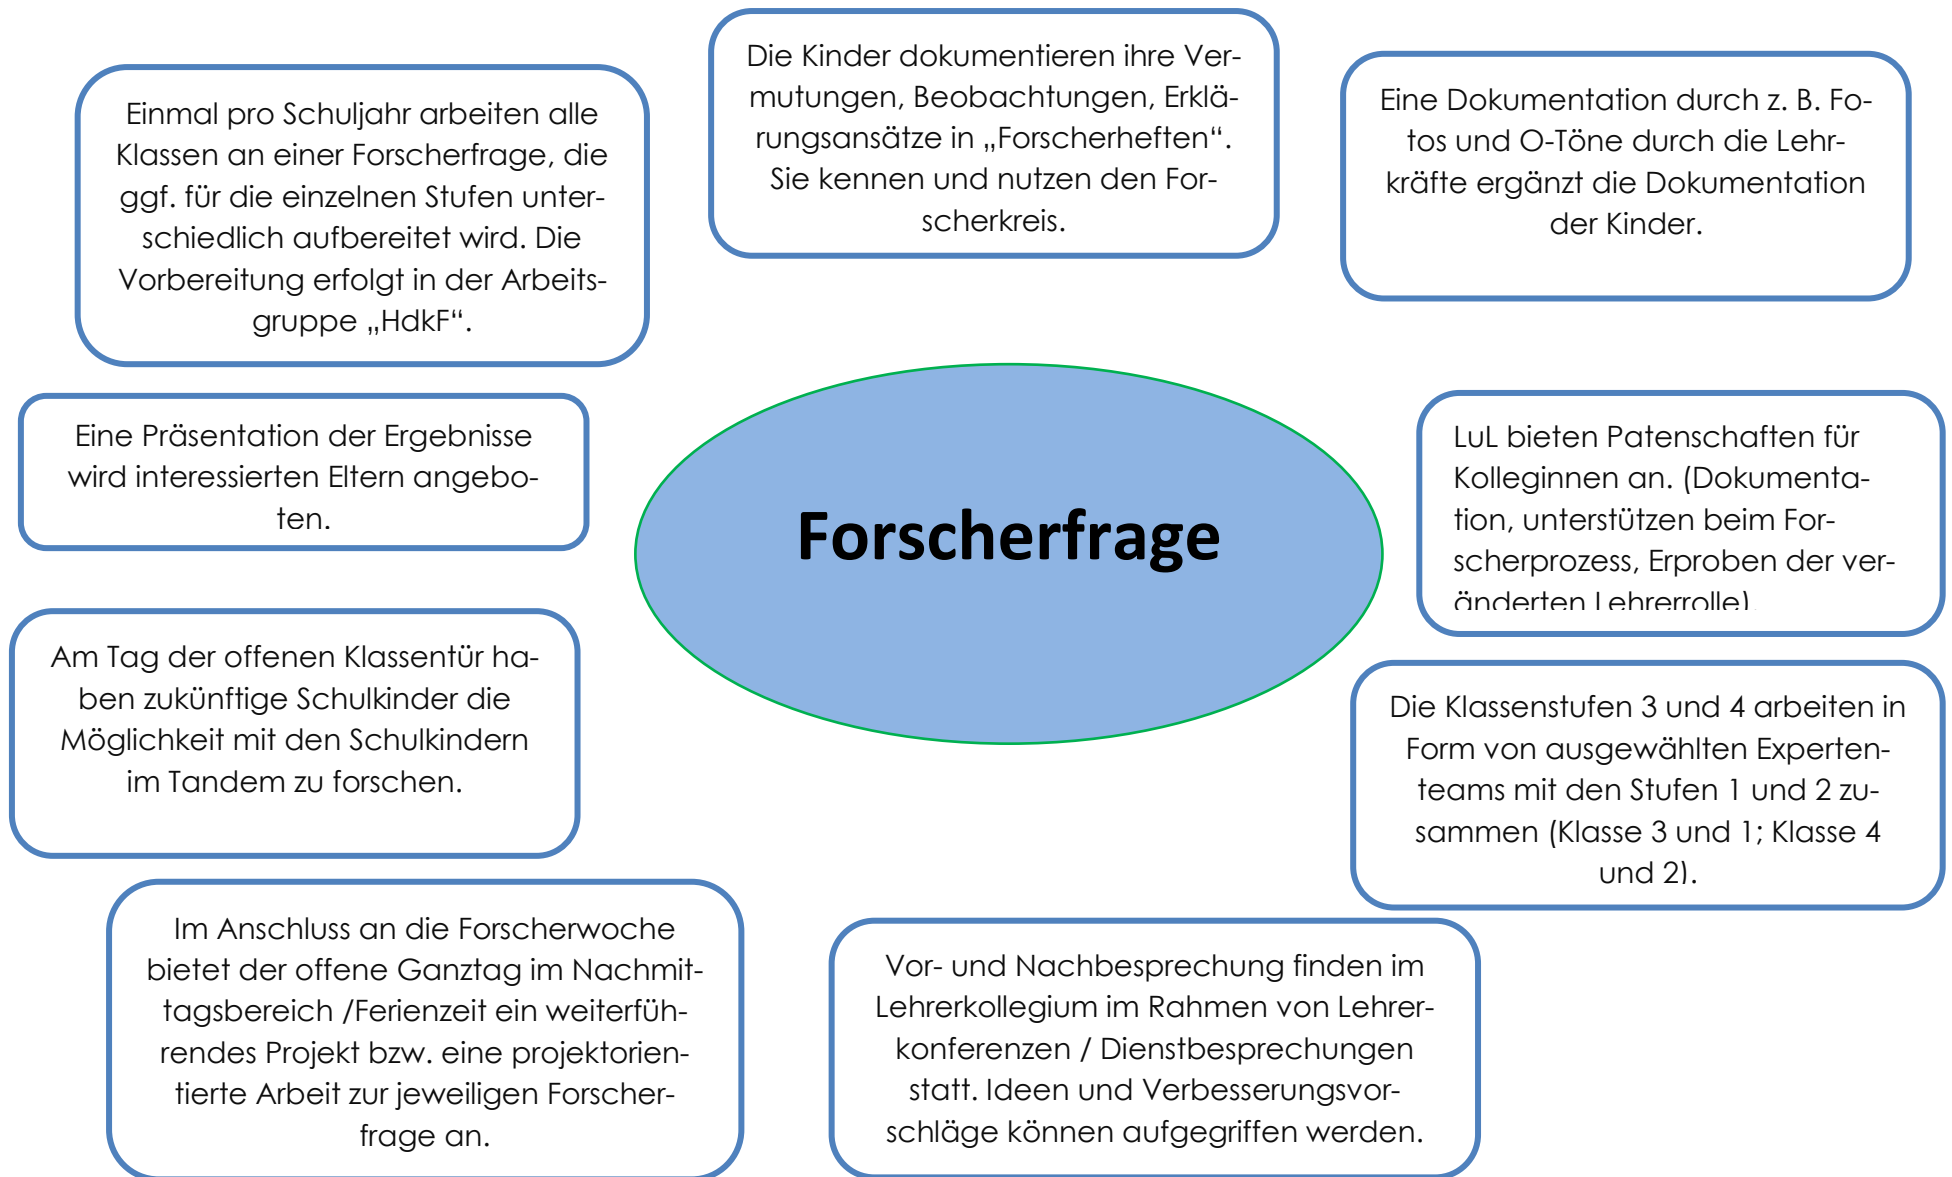 Die Kinder dokumentieren ihre Ver-
mutungen, Beobachtungen, Erklä-
rungsansätze in „Forscherheften“.
Sie kennen und nutzen den For-
scherkreis.
Einmal pro Schuljahr arbeiten alle
Klassen an einer Forscherfrage, die
ggf. für die einzelnen Stufen unter-
schiedlich aufbereitet wird. Die
Vorbereitung erfolgt in der Arbeits-
gruppe „HdkF“.
Eine Dokumentation durch z. B. Fo-
tos und O-Töne durch die Lehr-
kräfte ergänzt die Dokumentation
der Kinder.
Eine Präsentation der Ergebnisse
wird interessierten Eltern angebo-
ten.
Forscherfrage
LuL bieten Patenschaften für
Kolleginnen an. (Dokumenta-
tion, unterstützen beim For-
scherprozess, Erproben der ver-
änderten Lehrerrolle).
Am Tag der offenen Klassentür ha-
ben zukünftige Schulkinder die
Möglichkeit mit den Schulkindern
im Tandem zu forschen.
Die Klassenstufen 3 und 4 arbeiten in
Form von ausgewählten Experten-
teams mit den Stufen 1 und 2 zu-
sammen (Klasse 3 und 1; Klasse 4
und 2).
Im Anschluss an die Forscherwoche
bietet der offene Ganztag im Nachmit-
tagsbereich /Ferienzeit ein weiterfüh-
rendes Projekt bzw. eine projektorien-
tierte Arbeit zur jeweiligen Forscher-
frage an.
Vor- und Nachbesprechung finden im
Lehrerkollegium im Rahmen von Lehrer-
konferenzen / Dienstbesprechungen
statt. Ideen und Verbesserungsvor-
schläge können aufgegriffen werden.